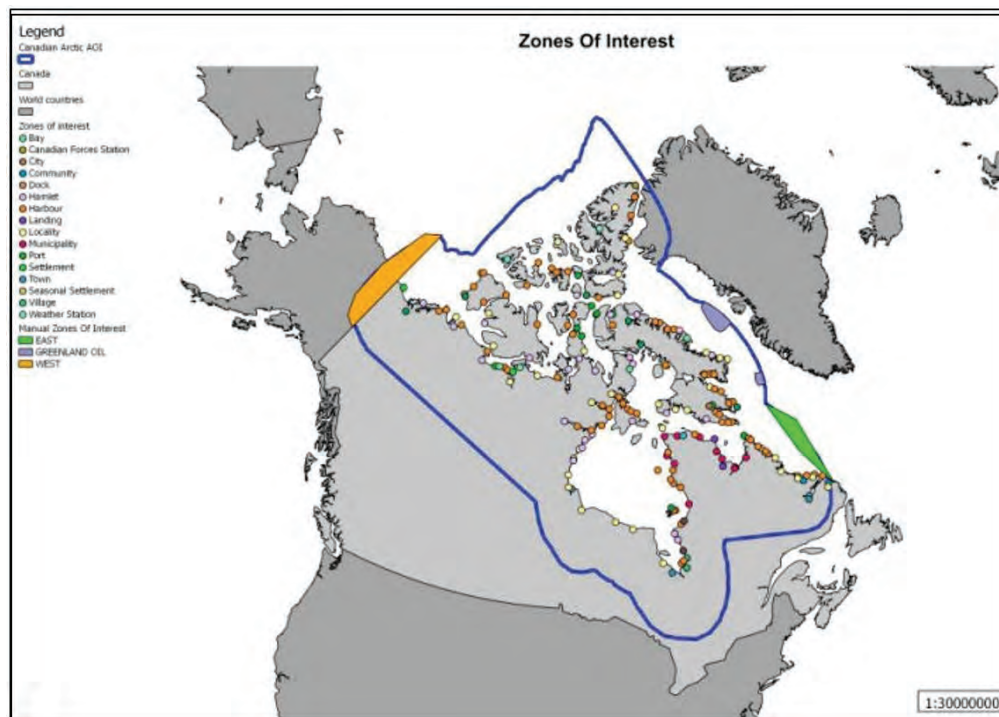 Zones Of Interest
Legend
Canadian Arctic AOI
Canada
World countries
Zones of interest
Bay
Canadian Forces Station
City
Community
Dock
Hamlet
Harbour
Landing
Locality
Municipality
Port
Settlement
Town
Seasonal Settlement
Village
Weather Station
Manual Zones Of Interest
EAST
GREENLAND OIL
WEST
1:30000000